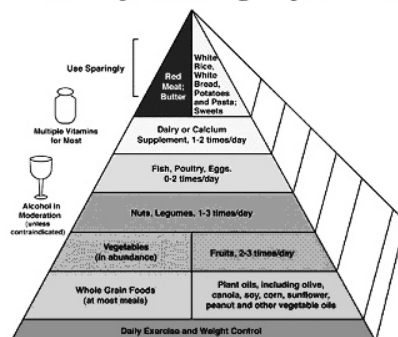 Use Sparingly
Red
Meat;
Butter
White
Rice,
White
Bread,
Potatoes
and Pasta;
Sweets
Multiple Vitamins
for Most
Dairy or Calcium
Supplement, 1-2 times/day
Fish, Poultry, Eggs.
0-2 times/day
Alcohol in
Moderation
(unless
contraindicated)
Nuts, Legumes, 1-3 times/day
Vegetables
(in abundance)
Fruits, 2-3 times/day
Whole Grain Foods
(at most meals)
Plant oils, including olive,
canola, soy, corn, sunflower,
peanut and other vegetable oils
Daily Exercise and Weight Control